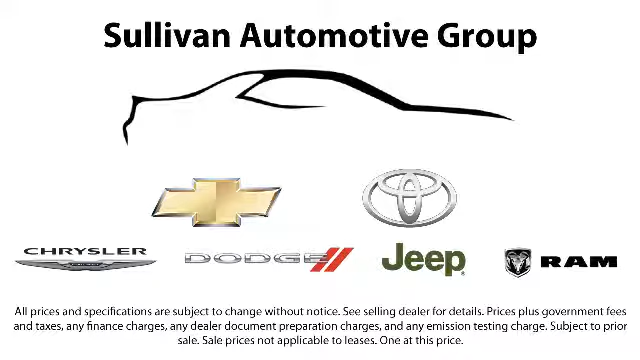 Sullivan Automotive Group
CHRYSLER
DODGE
Jeep
RAM
All prices and specifications are subject to change without notice. See selling dealer for details. Prices plus government fees
and taxes, any finance charges, any dealer document preparation charges, and any emission testing charge. Subject to prior
sale. Sale prices not applicable to leases. One at this price.